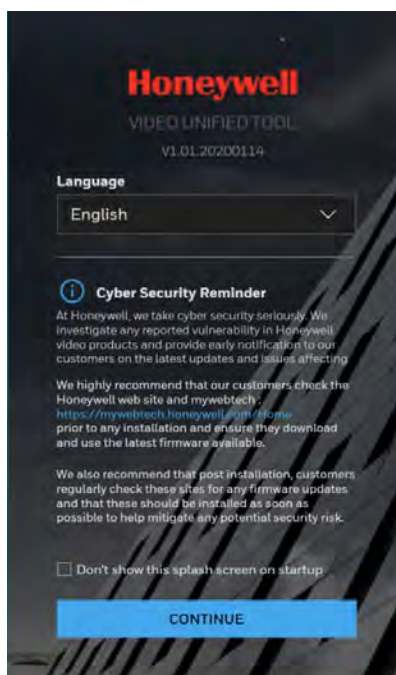 Honeywell
VIDEO UNIFIED TOOL
V1.01.20200114
Language
English
Cyber Security Reminder
At Honeywell, we take cyber security seriously. We
investigate any reported vulnerability in Honeywell
video products and provide early notification to our
customers on the latest updates and issues affecting
We highly recommend that our customers check the
Honeywell web site and mywebtech :
https://mywebtech.honeywell.com/Home
prior to any installation and ensure they download
and use the latest firmware available.
We also recommend that post installation, customers
regularly check these sites for any firmware updates
and that these should be installed as soon as
possible to help mitigate any potential security risk.
Don't show this splash screen on startup
CONTINUE